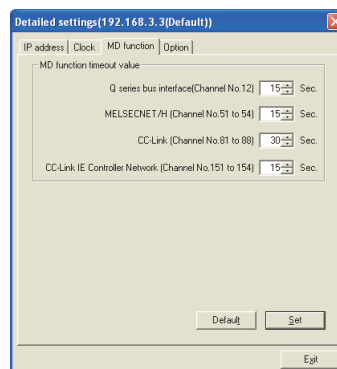 Detailed settings(192.168.3.3(Default))
IP address Clock MD function Option
MD function timeout value
Q series bus interface(Channel No.12) 15 Sec.
MELSECNET/H (Channel No.51 to 54) 15 Sec.
CC-Link (Channel No.81 to 88) 30 Sec.
CC-Link IE Controller Network (Channel No.151 to 154) 15 Sec.
Default Set
Exit